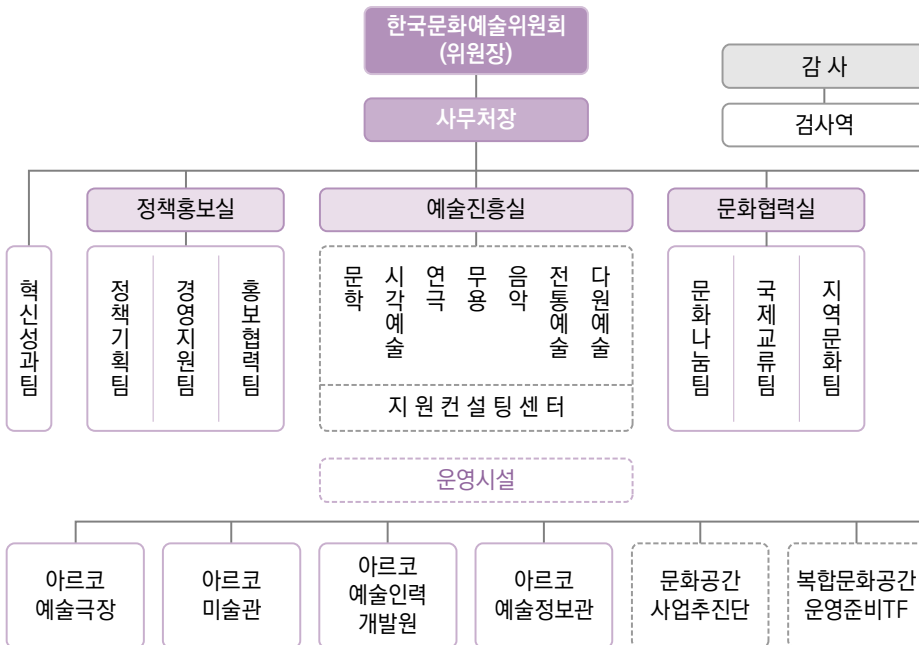 한국문화예술위원회
(위원장)
감 사
사무처장
검사역
정책홍보실
예술진흥실
문화협력실
혁신성과팀
정책기획팀
경영지원팀
홍보협력팀
문학
시각예술
연극
무용
음악
전통예술
다원예술
지 원 컨 설 팅 센 터
문화나눔팀
국제교류팀
지역문화팀
운영시설
아르코
예술극장
아르코
미술관
아르코
예술인력
개발원
아르코
예술정보관
문화공간
사업추진단
복합문화공간
운영준비TF